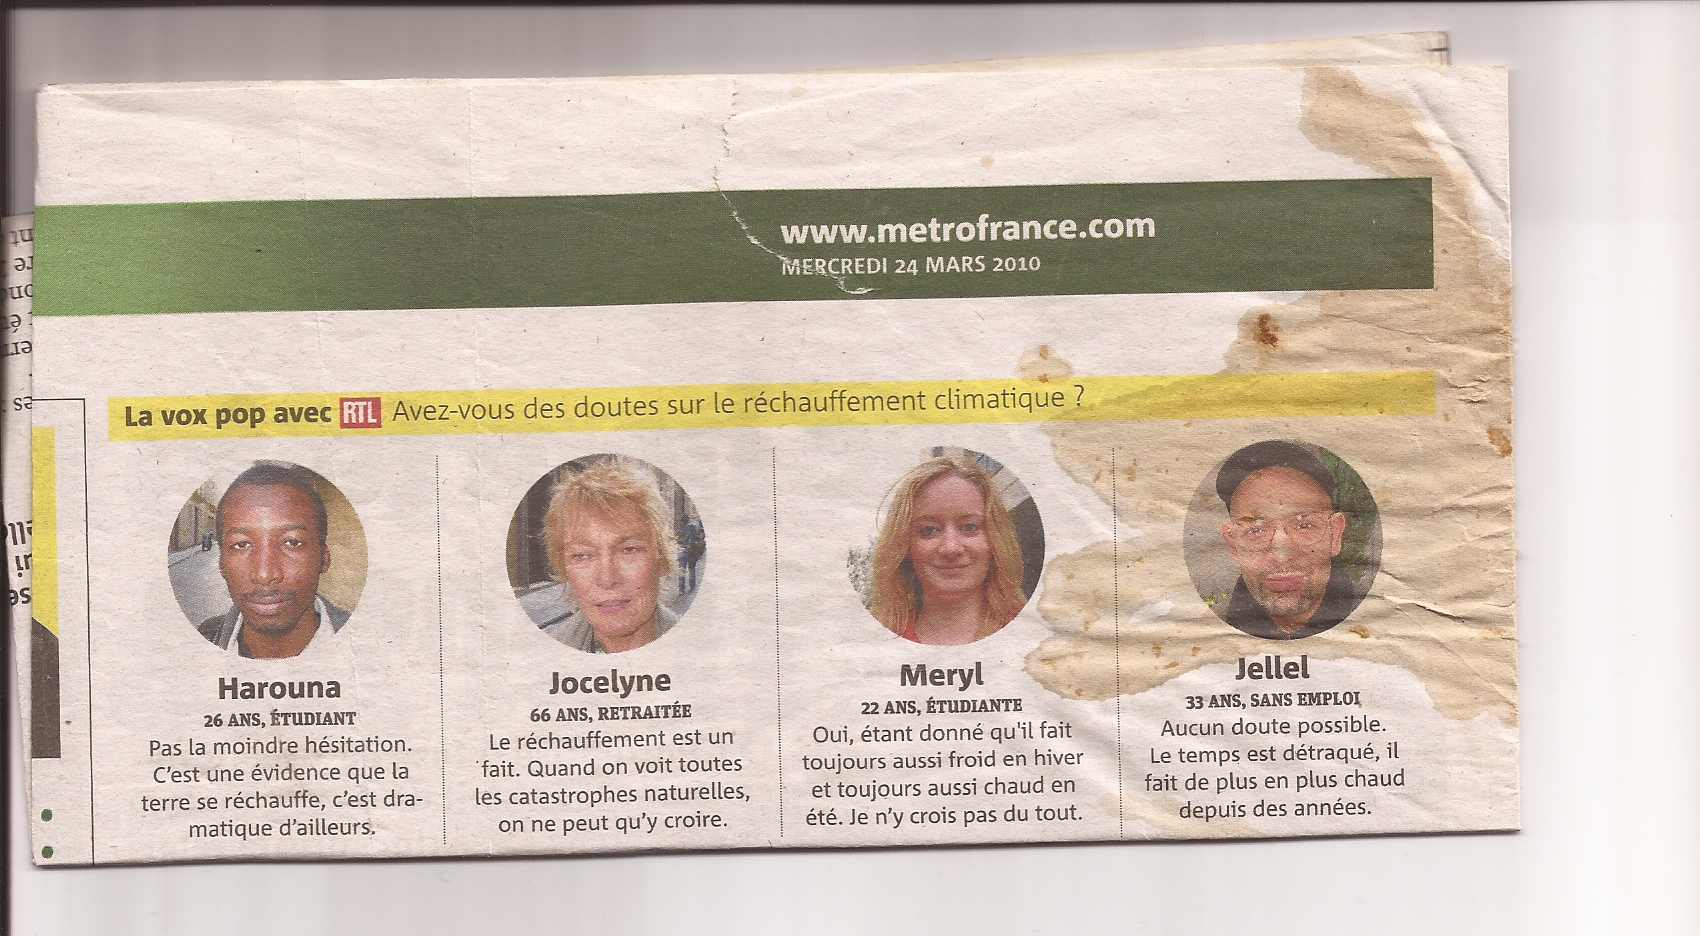 www.metrofrance.com
MERCREDI 24 MARS 2010
La vox pop avec RTL Avez-vous des doutes sur le réchauffement climatique ?
Harouna
26 ANS, ÉTUDIANT
Pas la moindre hésitation.
C'est une évidence que la
terre se réchauffe, c'est dra-
matique d'ailleurs.
Jocelyne
66 ANS, RETRAITÉE
Le réchauffement est un
fait. Quand on voit toutes
les catastrophes naturelles,
on ne peut qu'y croire.
Meryl
22 ANS, ÉTUDIANTE
Oui, étant donné qu'il fait
toujours aussi froid en hiver
et toujours aussi chaud en
été. Je n'y crois pas du tout.
Jellel
33 ANS, SANS EMPLOI
Aucun doute possible.
Le temps est détraqué, il
fait de plus en plus chaud
depuis des années.